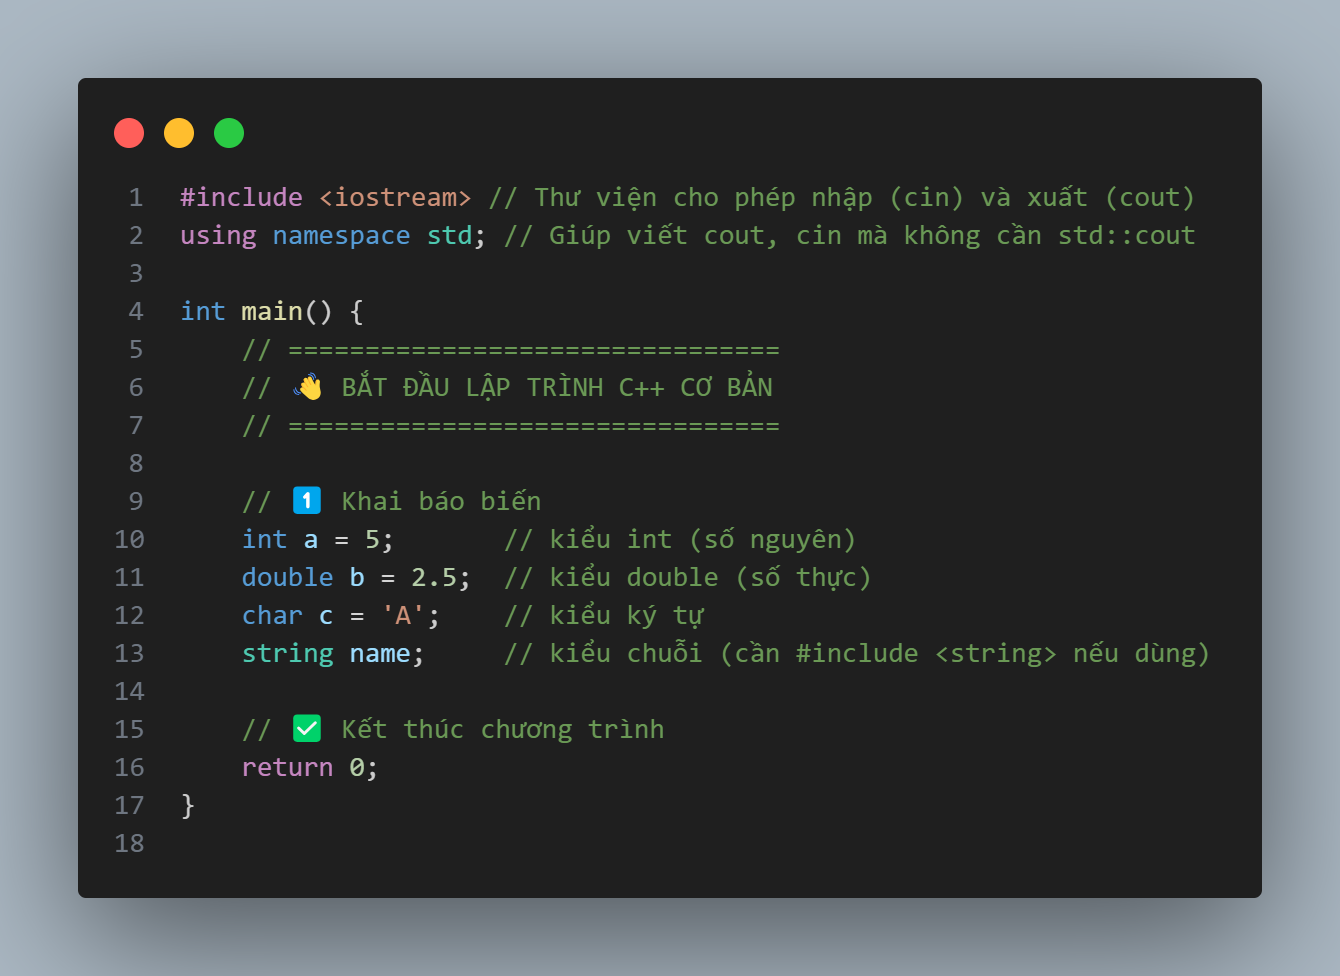 1 #include <iostream> // Thư viện cho phép nhập (cin) và xuất (cout)
2 using namespace std; // Giúp viết cout, cin mà không cần std::cout
3
4 int main() {
5     // ================================
6     // 👋 BẮT ĐẦU LẬP TRÌNH C++ CƠ BẢN
7     // ================================
8
9     // 1️⃣ Khai báo biến
10     int a = 5;       // kiểu int (số nguyên)
11     double b = 2.5;  // kiểu double (số thực)
12     char c = 'A';    // kiểu ký tự
13     string name;     // kiểu chuỗi (cần #include <string> nếu dùng)
14
15     // ✅ Kết thúc chương trình
16     return 0;
17 }
18